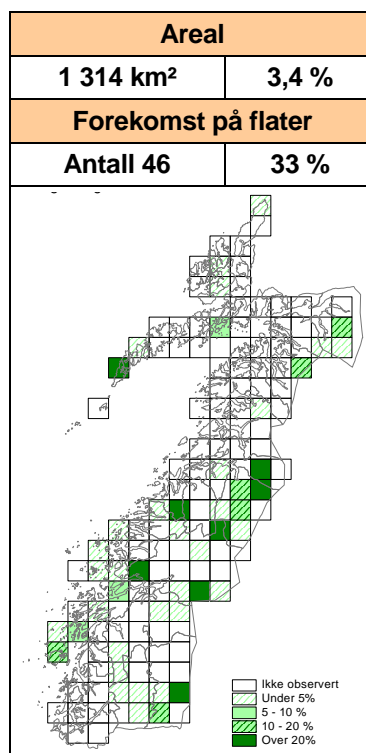 Areal
1 314 km² 3,4 %
Forekomst på flater
Antall 46 33 %
Ikke observert
Under 5%
5 - 10 %
10 - 20 %
Over 20%